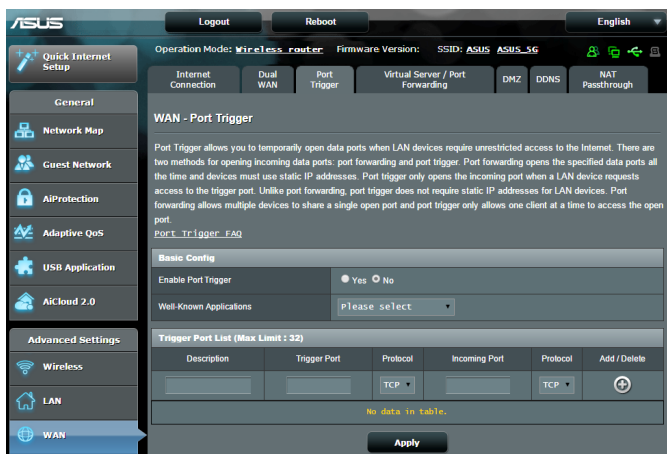 ASUS
Logout
Reboot
English
Quick Internet
Setup
Operation Mode: Wireless router Firmware Version: SSID: ASUS ASUS_5G
Internet
Connection
Dual
WAN
Port
Trigger
Virtual Server / Port
Forwarding
DMZ
DDNS
NAT
Passthrough
General
Network Map
Guest Network
AiProtection
Adaptive QoS
USB Application
AiCloud 2.0
Advanced Settings
Wireless
LAN
WAN
WAN - Port Trigger
Port Trigger allows you to temporarily open data ports when LAN devices require unrestricted access to the Internet. There are
two methods for opening incoming data ports: port forwarding and port trigger. Port forwarding opens the specified data ports all
the time and devices must use static IP addresses. Port trigger only opens the incoming port when a LAN device requests
access to the trigger port. Unlike port forwarding, port trigger does not require static IP addresses for LAN devices. Port
forwarding allows multiple devices to share a single open port and port trigger only allows one client at a time to access the open
port.
Port Trigger FAQ
Basic Config
Enable Port Trigger Yes No
Well-Known Applications Please select
Trigger Port List (Max Limit : 32)
Description Trigger Port Protocol Incoming Port Protocol Add / Delete
TCP TCP
No data in table.
Apply